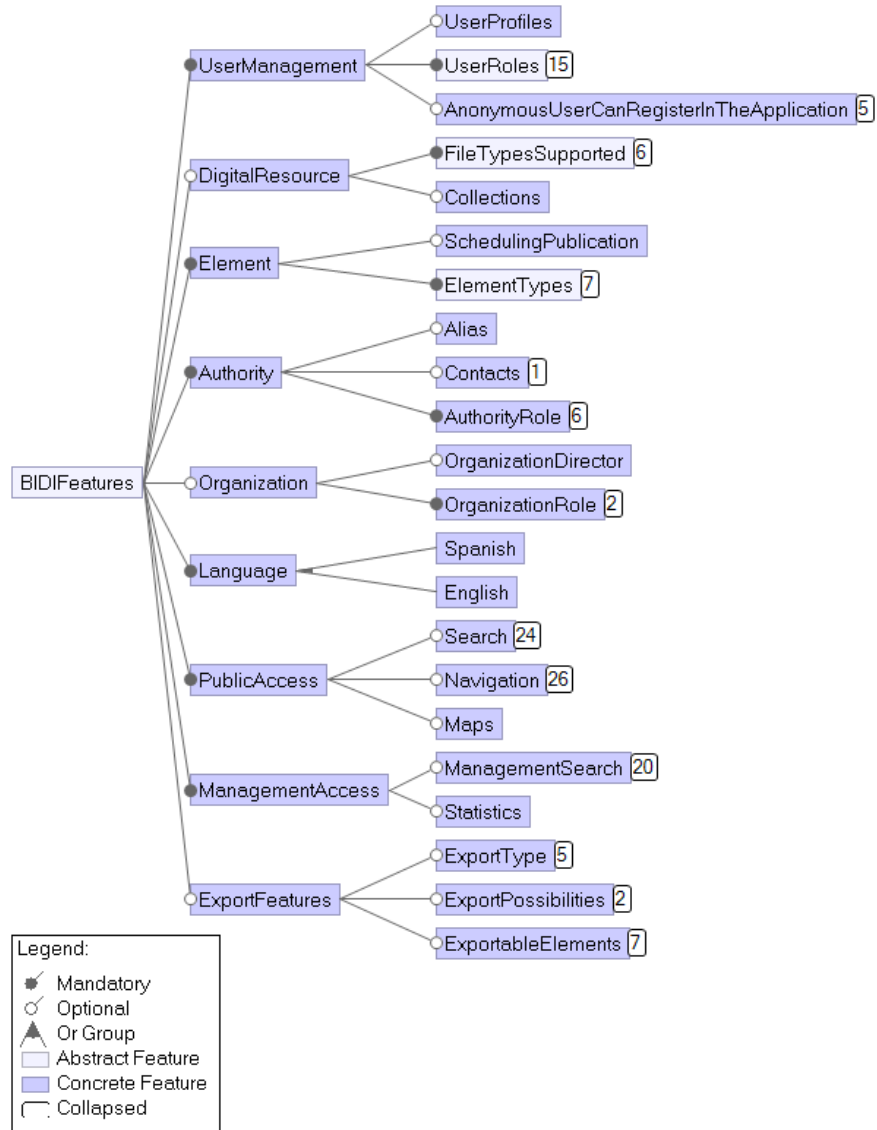 UserProfiles
UserManagement
UserRoles 15
AnonymousUserCanRegisterInTheApplication 5
FileTypesSupported 6
DigitalResource
Collections
SchedulingPublication
Element
ElementTypes 7
Alias
Authority
Contacts 1
AuthorityRole 6
OrganizationDirector
BIDIFeatures
Organization
OrganizationRole 2
Spanish
Language
English
Search 24
PublicAccess
Navigation 26
Maps
ManagementSearch 20
ManagementAccess
Statistics
ExportType 5
ExportFeatures
ExportPossibilities 2
ExportableElements 7
Legend:
Mandatory
Optional
Or Group
Abstract Feature
Concrete Feature
Collapsed